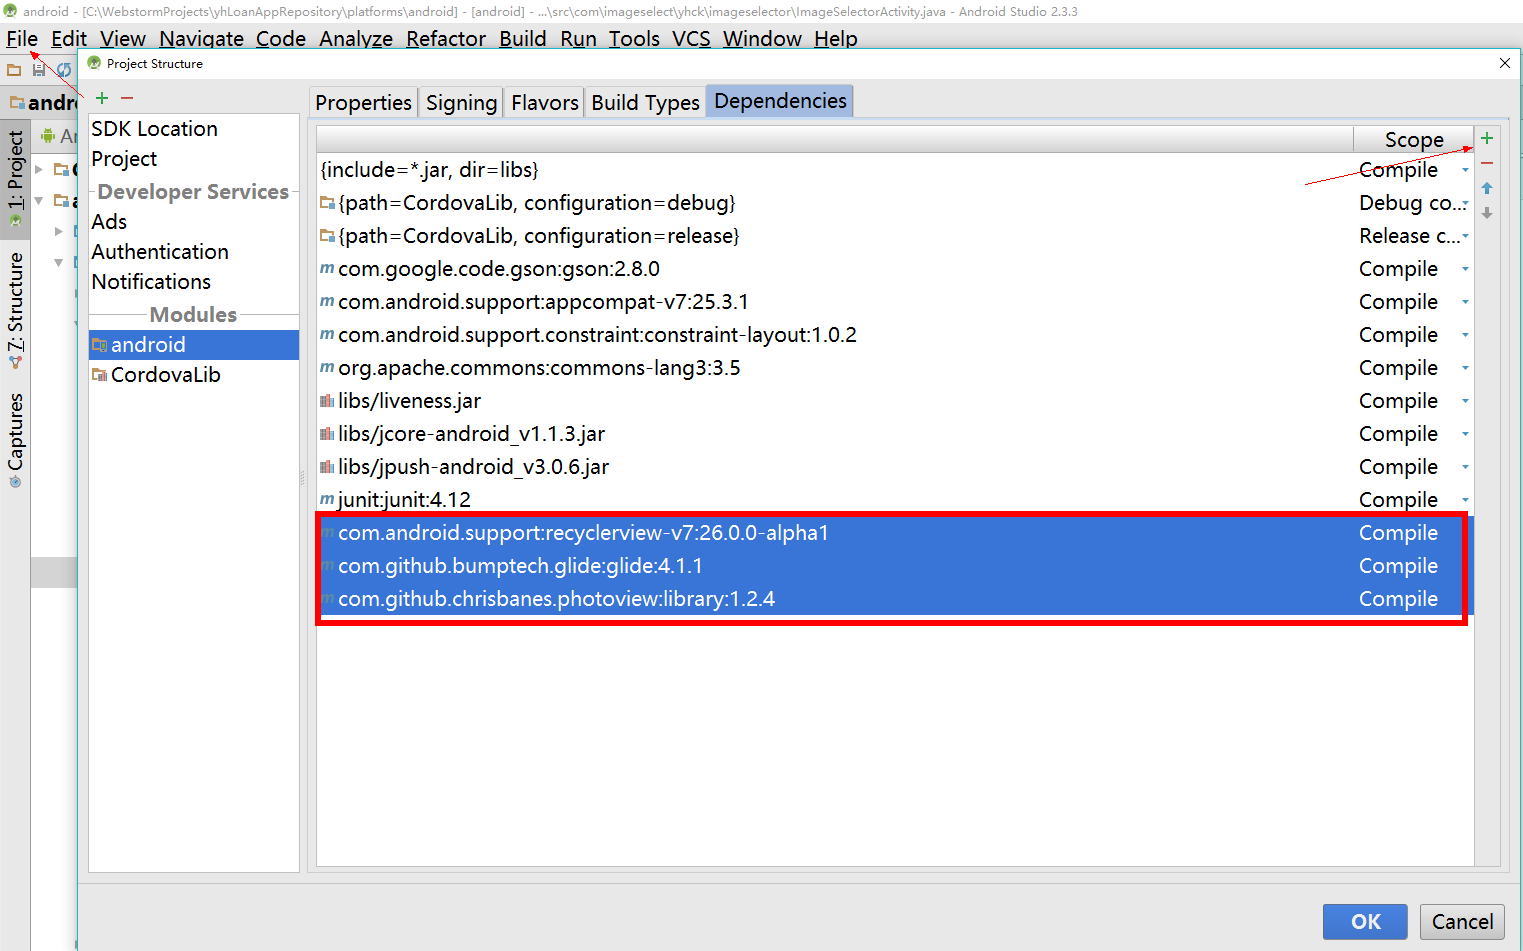 android - [C:\WebstormProjects\yhLoanAppRepository\platforms\android] - [android] - ...\src\com\imageselect\yhck\imageselector\ImageSelectorActivity.java - Android Studio 2.3.3
File Edit View Navigate Code Analyze Refactor Build Run Tools VCS Window Help
Project Structure
andro
An
1: Project
7: Structure
Captures
SDK Location
Project
Developer Services
Ads
Authentication
Notifications
Modules
android
CordovaLib
Properties Signing Flavors Build Types Dependencies
Scope
{include=*.jar, dir=libs} Compile
{path=CordovaLib, configuration=debug} Debug co...
{path=CordovaLib, configuration=release} Release c...
m com.google.code.gson:gson:2.8.0 Compile
m com.android.support:appcompat-v7:25.3.1 Compile
m com.android.support.constraint:constraint-layout:1.0.2 Compile
m org.apache.commons:commons-lang3:3.5 Compile
libs/liveness.jar Compile
libs/jcore-android_v1.1.3.jar Compile
libs/jpush-android_v3.0.6.jar Compile
m junit:junit:4.12 Compile
m com.android.support:recyclerview-v7:26.0.0-alpha1 Compile
m com.github.bumptech.glide:glide:4.1.1 Compile
m com.github.chrisbanes.photoview:library:1.2.4 Compile
OK Cancel